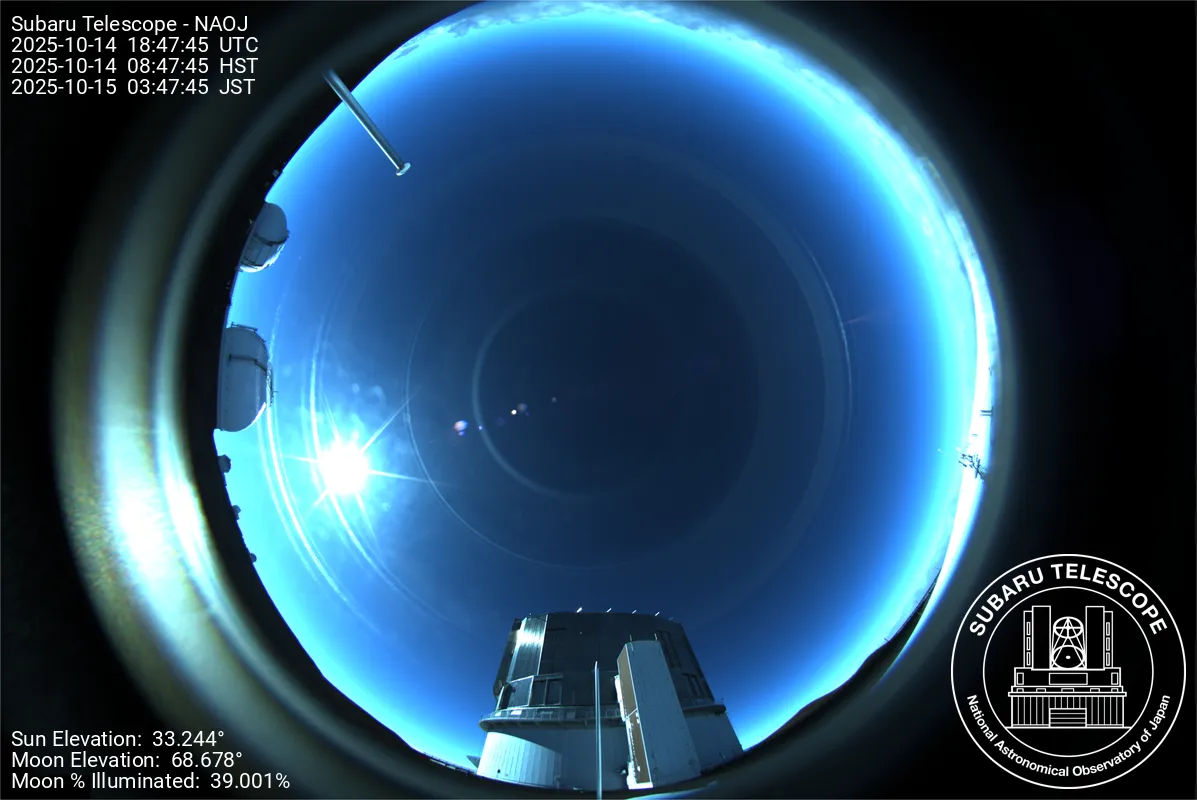 Subaru Telescope - NAOJ
2025-10-14 18:47:45 UTC
2025-10-14 08:47:45 HST
2025-10-15 03:47:45 JST
SUBARU TELESCOPE
National Astronomical Observatory of Japan
Sun Elevation: 33.244°
Moon Elevation: 68.678°
Moon % Illuminated: 39.001%